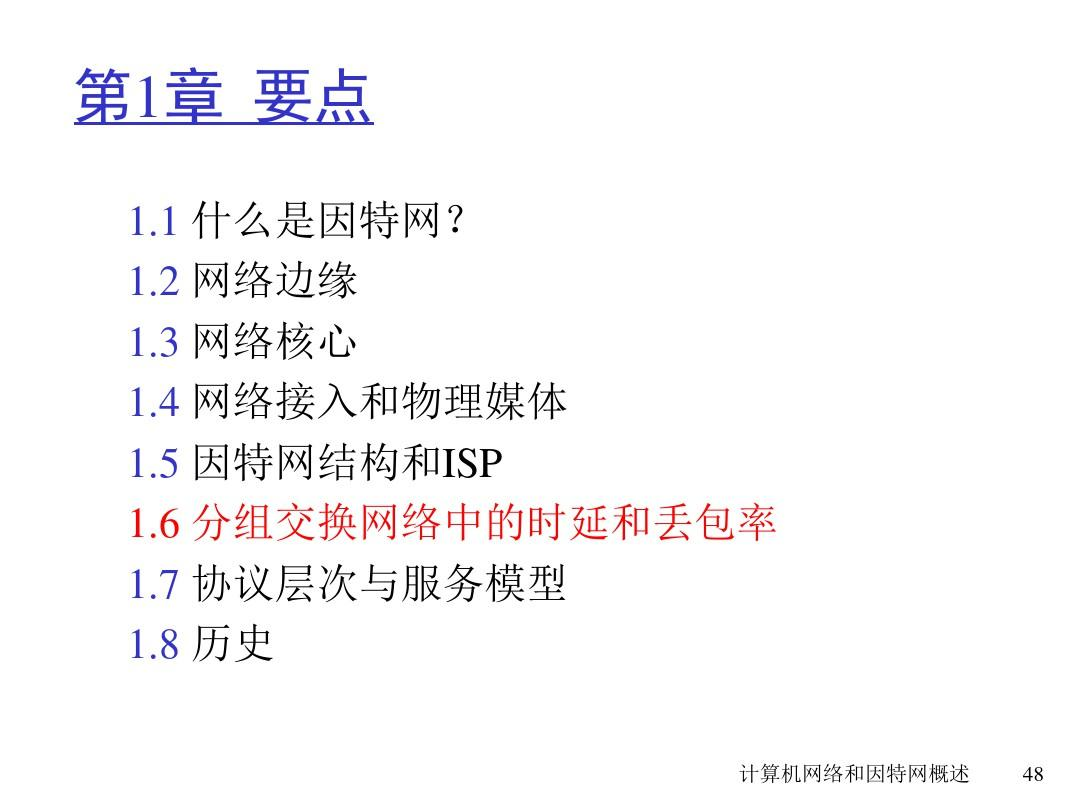 第1章 要点
1.1 什么是因特网?
1.2 网络边缘
1.3 网络核心
1.4 网络接入和物理媒体
1.5 因特网结构和ISP
1.6 分组交换网络中的时延和丢包率
1.7 协议层次与服务模型
1.8 历史
计算机网络和因特网概述 48